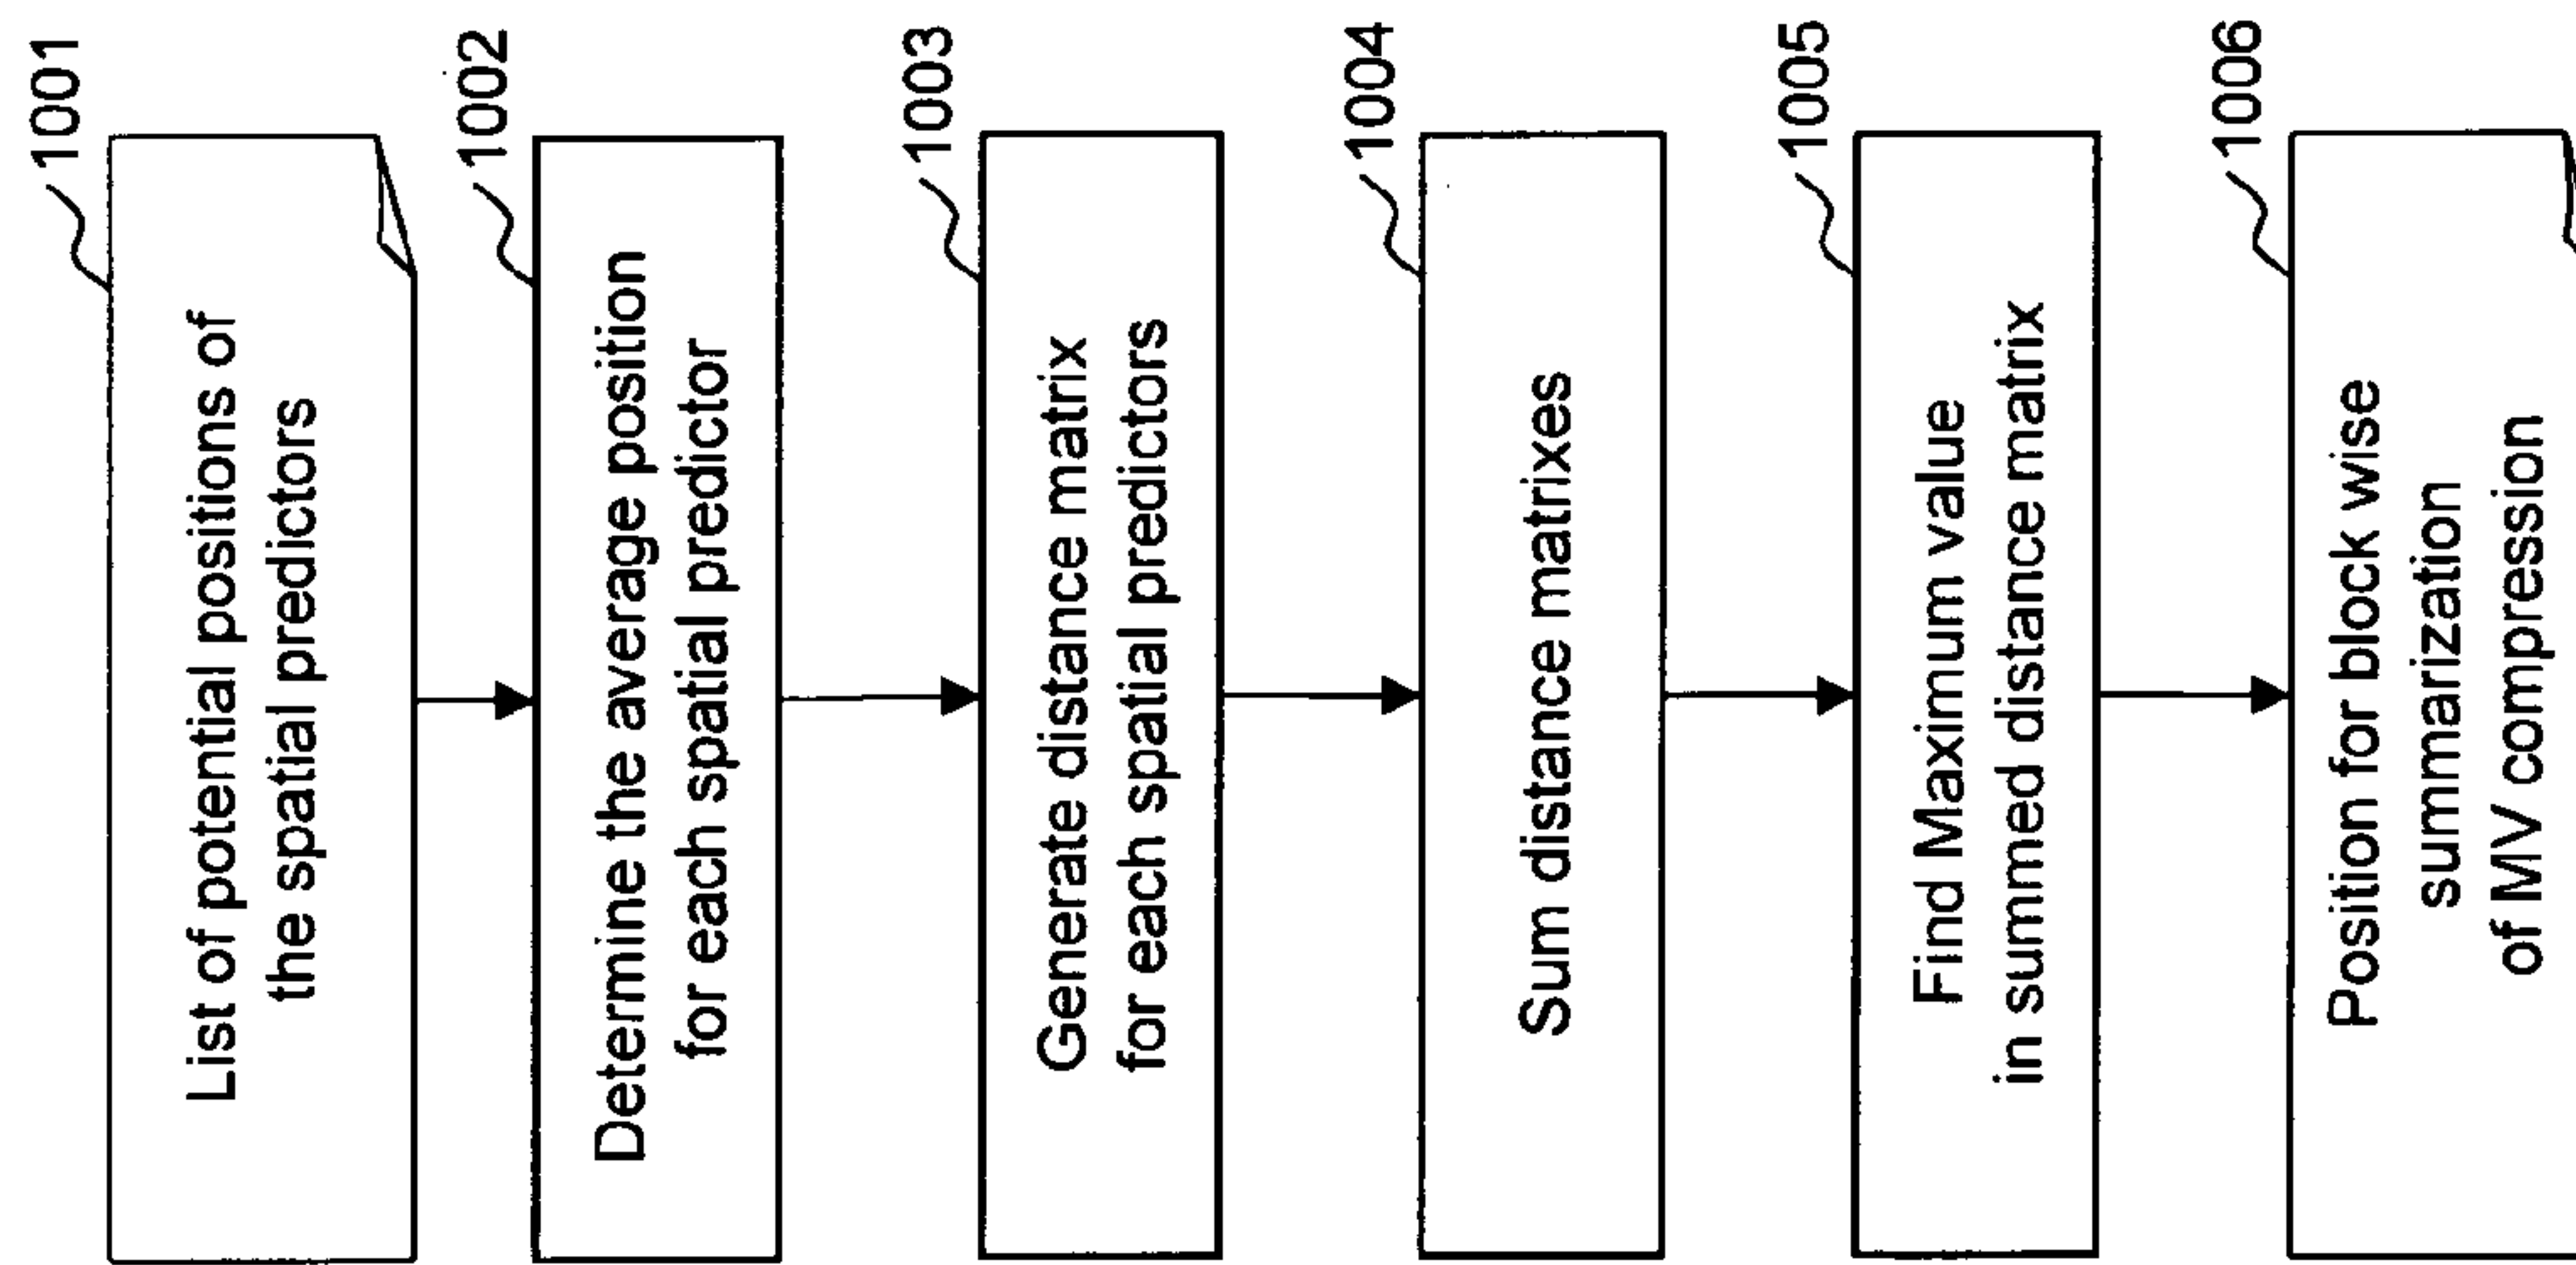 1001
List of potential positions of
the spatial predictors
1002
Determine the average position
for each spatial predictor
1003
Generate distance matrix
for each spatial predictors
1004
Sum distance matrixes
1005
Find Maximum value
in summed distance matrix
1006
Position for block wise
summarization
of MV compression